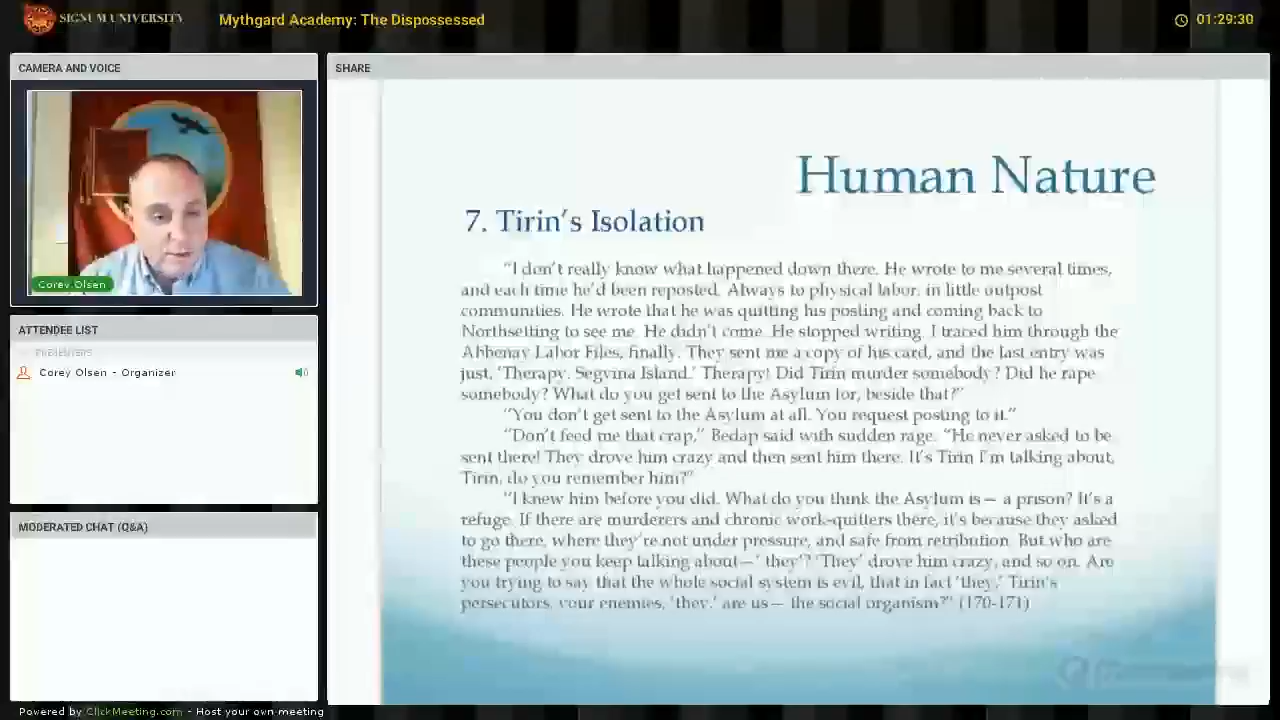 SIGNUM UNIVERSITY
Mythgard Academy: The Dispossessed
01:29:30
CAMERA AND VOICE
Corey Olsen
ATTENDEE LIST
Corey Olsen - Organizer
MODERATED CHAT (Q&A)
Powered by ClickMeeting.com - Host your own meeting
SHARE
Human Nature
7. Tirin's Isolation
"I don't really know what happened down there. He wrote to me several times,
and each time he'd been reposted. Always to physical labor, in little outpost
communities. He wrote that he was quitting his posting and coming back to
Northsetting to see me. He didn't come. He stopped writing. I traced him through the
Abbenay Labor Files, finally. They sent me a copy of his card, and the last entry was
just, 'Therapy. Segvina Island.' Therapy! Did Tirin murder somebody? Did he rape
somebody? What do you get sent to the Asylum for, beside that?"
"You don't get sent to the Asylum at all. You request posting to it."
"Don't feed me that crap," Bedap said with sudden rage. "He never asked to be
sent there! They drove him crazy and then sent him there. It's Tirin I'm talking about,
Tirin, do you remember him?"
"I knew him before you did. What do you think the Asylum is— a prison? It's a
refuge. If there are murderers and chronic work-quitters there, it's because they asked
to go there, where they're not under pressure, and safe from retribution. But who are
these people you keep talking about—' they'? 'They' drove him crazy, and so on. Are
you trying to say that the whole social system is evil, that in fact 'they,' Tirin's
persecutors, your enemies, 'they,' are us— the social organism?" (170-171)